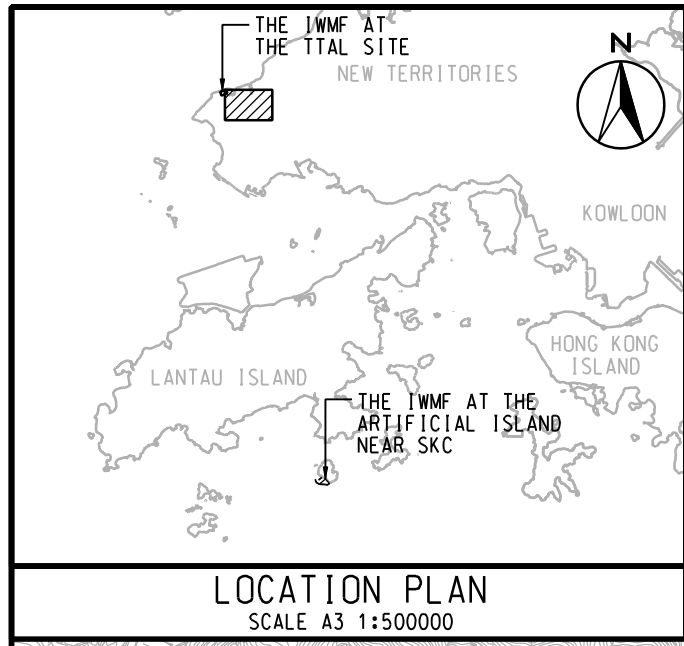 THE IWMF AT
THE TTAL SITE
NEW TERRITORIES
N
KOWLOON
HONG KONG
ISLAND
LANTAU ISLAND
THE IWMF AT THE
ARTIFICIAL ISLAND
NEAR SKC
LOCATION PLAN
SCALE A3 1:500000